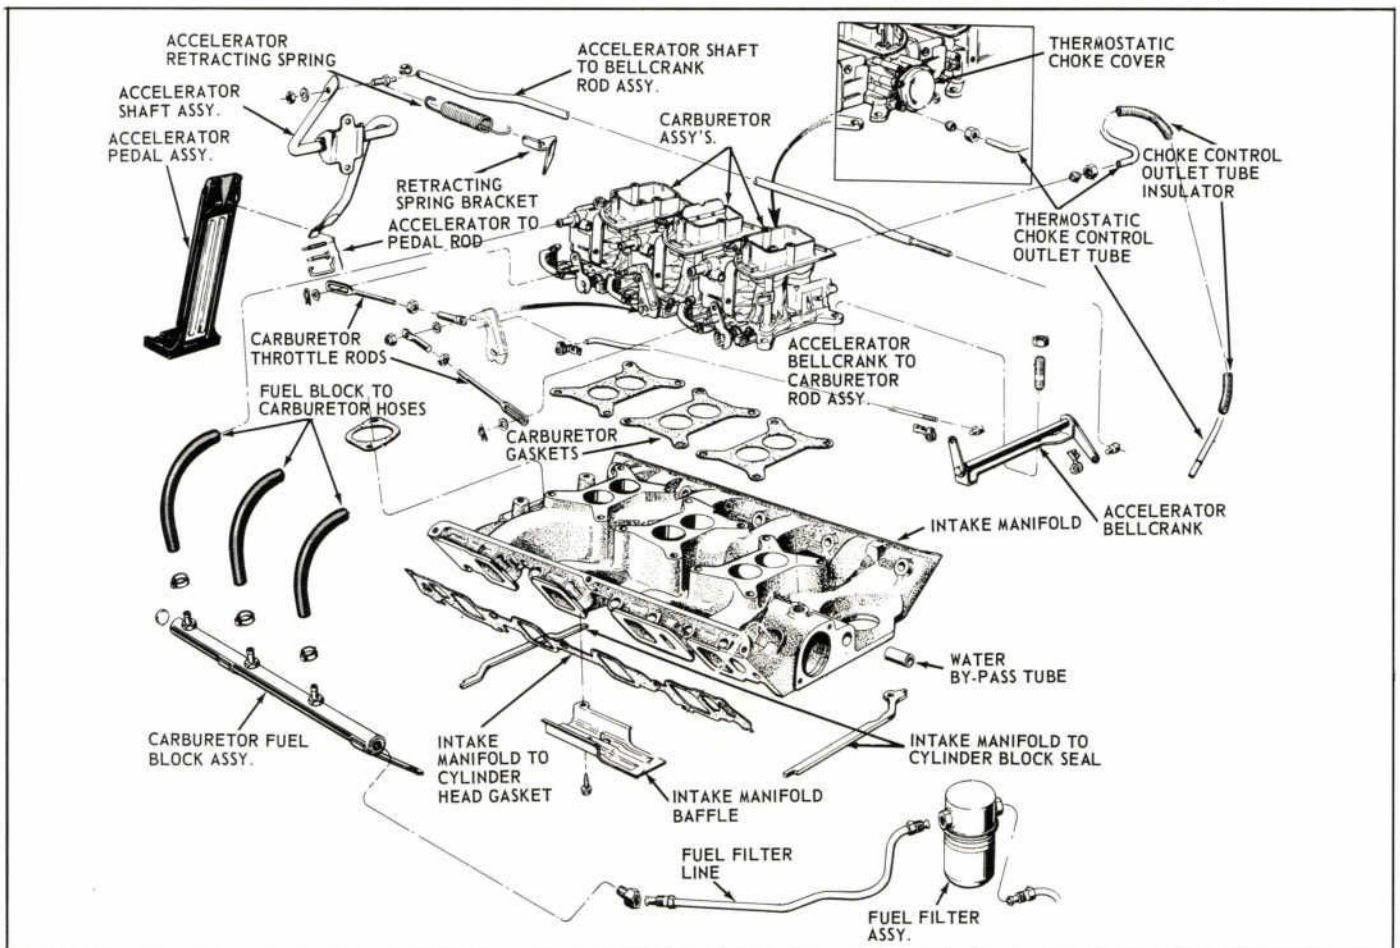 ACCELERATOR
RETRACTING SPRING
ACCELERATOR SHAFT
TO BELLCRANK
ROD ASSY.
THERMOSTATIC
CHOKE COVER
ACCELERATOR
SHAFT ASSY.
ACCELERATOR
PEDAL ASSY.
CARBURETOR
ASSY'S.
CHOKE CONTROL
OUTLET TUBE
INSULATOR
RETRACTING
SPRING BRACKET
ACCELERATOR TO
PEDAL ROD
THERMOSTATIC
CHOKE CONTROL
OUTLET TUBE
CARBURETOR
THROTTLE RODS
ACCELERATOR
BELLCRANK TO
CARBURETOR
ROD ASSY.
FUEL BLOCK TO
CARBURETOR HOSES
CARBURETOR
GASKETS
INTAKE MANIFOLD
ACCELERATOR
BELLCRANK
WATER
BY-PASS TUBE
CARBURETOR FUEL
BLOCK ASSY.
INTAKE
MANIFOLD TO
CYLINDER
HEAD GASKET
INTAKE MANIFOLD TO
CYLINDER BLOCK SEAL
INTAKE MANIFOLD
BAFFLE
FUEL FILTER
LINE
FUEL FILTER
ASSY.